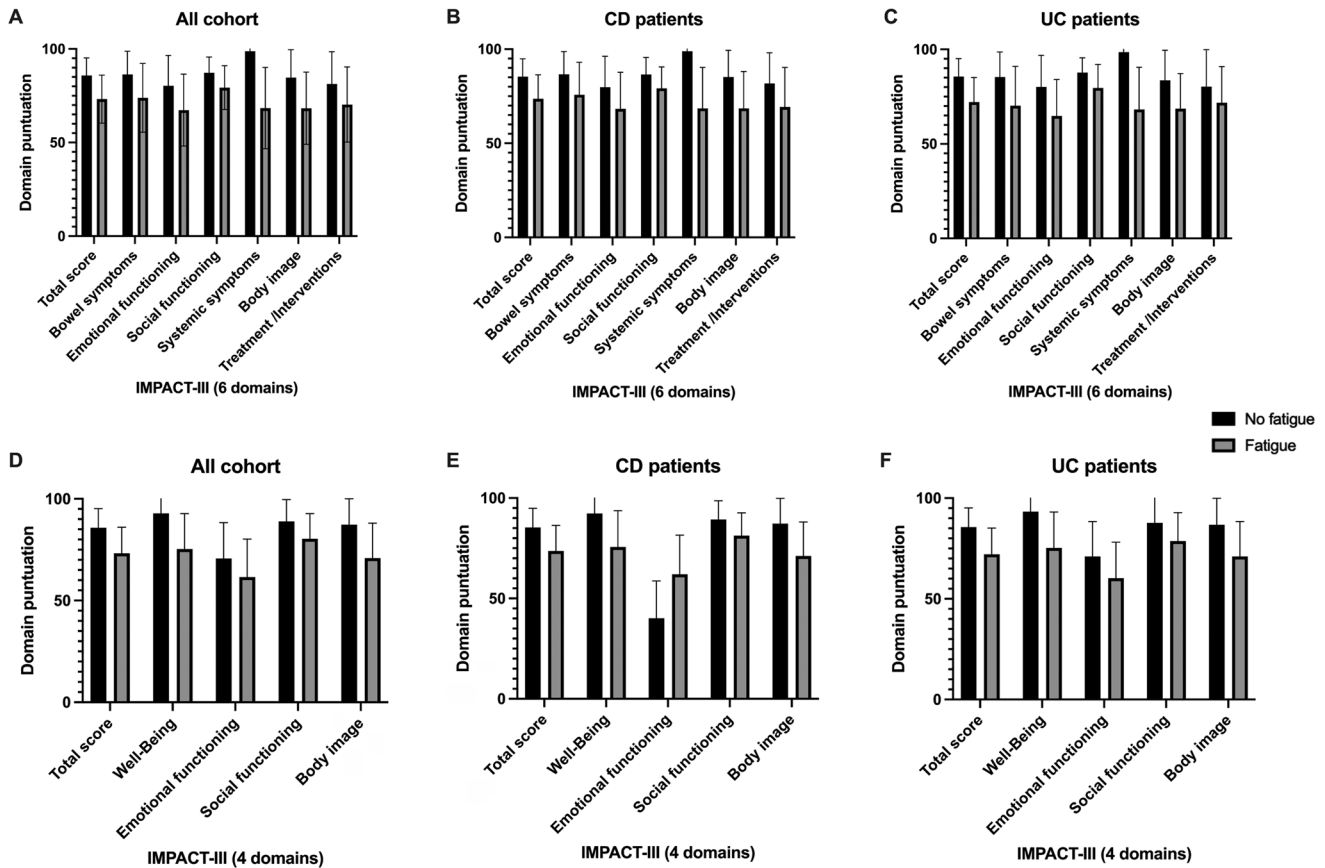 A
All cohort
Domain puntuation
100
50
0
Total score
Bowel symptoms
Emotional functioning
Social functioning
Systemic symptoms
Body image
Treatment /Interventions
IMPACT-III (6 domains)
B
CD patients
Domain puntuation
100
50
0
Total score
Bowel symptoms
Emotional functioning
Social functioning
Systemic symptoms
Body image
Treatment /Interventions
IMPACT-III (6 domains)
C
UC patients
Domain puntuation
100
50
0
Total score
Bowel symptoms
Emotional functioning
Social functioning
Systemic symptoms
Body image
Treatment /Interventions
IMPACT-III (6 domains)
No fatigue
Fatigue
D
All cohort
Domain puntuation
100
50
0
Total score
Well-Being
Emotional functioning
Social functioning
Body image
IMPACT-III (4 domains)
E
CD patients
Domain puntuation
100
50
0
Total score
Well-Being
Emotional functioning
Social functioning
Body image
IMPACT-III (4 domains)
F
UC patients
Domain puntuation
100
50
0
Total score
Well-Being
Emotional functioning
Social functioning
Body image
IMPACT-III (4 domains)